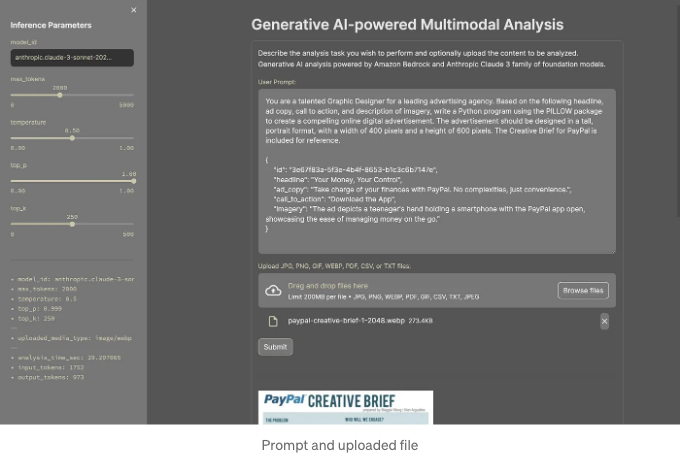 ×
Inference Parameters
model_id
anthropic.claude-3-sonnet-202...
max_tokens
2000
0 5000
temperature
0.50
0.00 1.00
top_p
1.00
0.00 1.00
top_k
250
0 500
• model_id: anthropic.claude-3-sor
• max_tokens: 2000
• temperature: 0.5
• top_p: 0.999
• top_k: 250
• uploaded_media_type: image/webp
• analysis_time_sec:
• input_tokens: 1752
• output_tokens: 973
Generative AI-powered Multimodal Analysis
Describe the analysis task you wish to perform and optionally upload the content to be analyzed.
Generative AI analysis powered by Amazon Bedrock and Anthropic Claude 3 family of foundation models.
User Prompt:
You are a talented Graphic Designer for a leading advertising agency. Based on the following headline,
ad copy, call to action, and description of imagery, write a Python program using the PILLOW package
to create a compelling online digital advertisement. The advertisement should be designed in a tall,
portrait format, with a width of 400 pixels and a height of 600 pixels. The Creative Brief for PayPal is
included for reference.
{
"id": "3e67f83a-5f3e-4b4f-8653-b1c3c6b7147e",
"headline": "Your Money, Your Control",
"ad_copy": "Take charge of your finances with PayPal. No complexities, just convenience.",
"call_to_action": "Download the App",
"imagery": "The ad depicts a teenager's hand holding a smartphone with the PayPal app open,
showcasing the ease of managing money on the go."
}
Upload JPG, PNG, GIF, WEBP, PDF, CSV, or TXT files:
Drag and drop files here
Limit 200MB per file • JPG, PNG, WEBP, PDF, GIF, CSV, TXT, JPEG
Browse files
paypal-creative-brief-1-2048.webp 273.4KB
×
Submit
PayPal CREATIVE BRIEF
THE PROBLEM WHO WILL WE ENGAGE?
Prompt and uploaded file